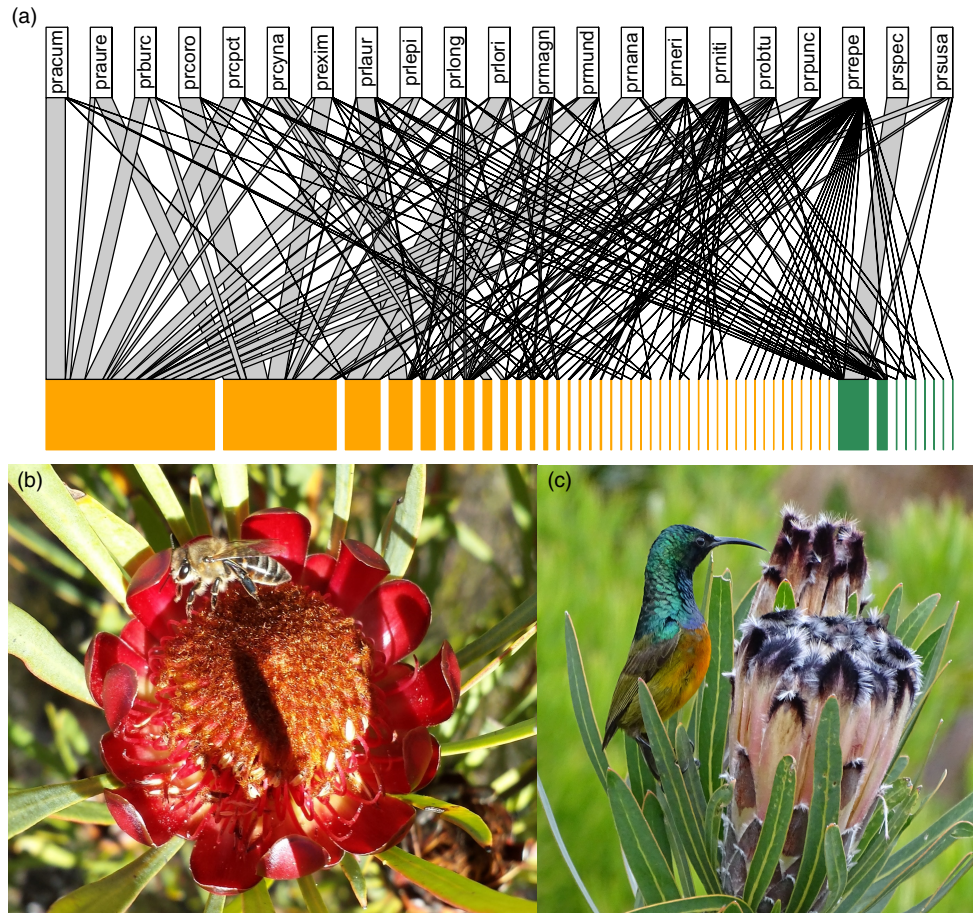 (a)
pracum
praure
prburc
prcoro
prcpct
prcyna
prexim
prlaur
prlepi
prlong
prlori
prmagn
prmund
prnana
prneri
prniti
probtu
prpunc
prrepe
prspec
prsusa
(b)
(c)